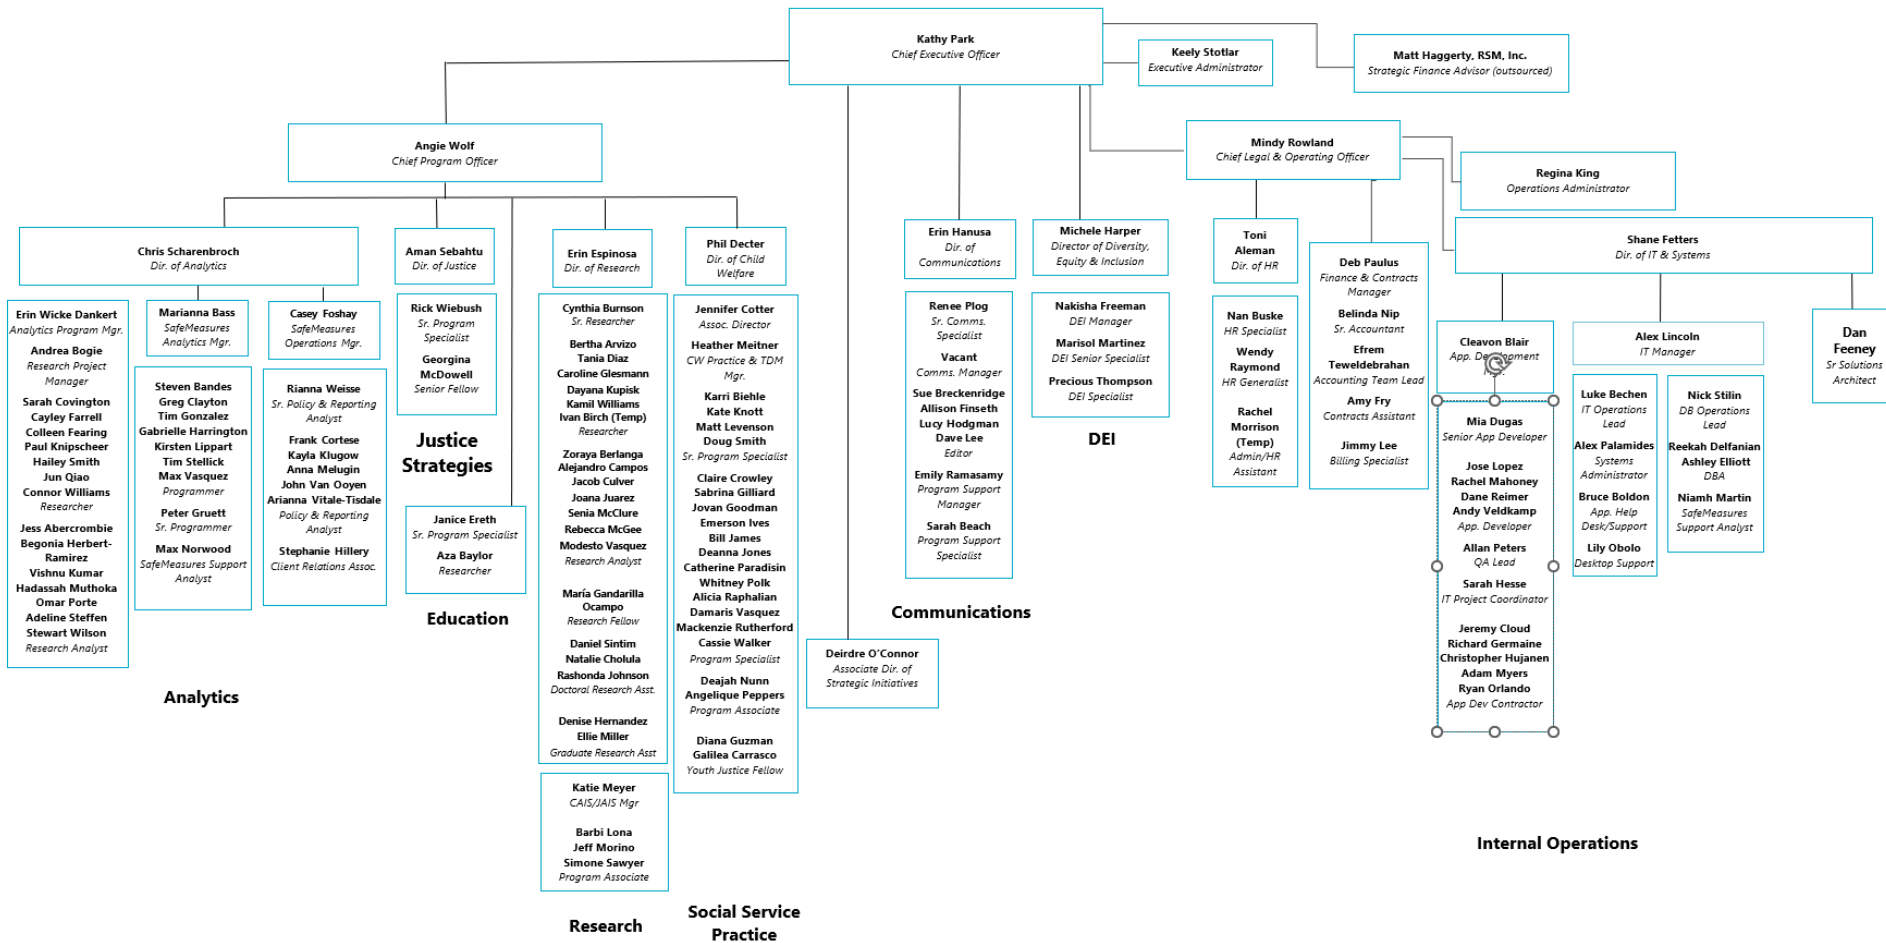 Kathy Park
Chief Executive Officer
Keely Stotlar
Executive Administrator
Matt Haggerty, RSM, Inc.
Strategic Finance Advisor (outsourced)
Angie Wolf
Chief Program Officer
Mindy Rowland
Chief Legal & Operating Officer
Regina King
Operations Administrator
Chris Scharenbroch
Dir. of Analytics
Erin Wicke Dankert
Analytics Program Mgr.
Andrea Bogie
Research Project
Manager
Sarah Covington
Cayley Farrell
Colleen Fearing
Paul Knipscheer
Hailey Smith
Jun Qiao
Connor Williams
Researcher
Jess Abercrombie
Begonia Herbert-
Ramirez
Vishnu Kumar
Hadassah Muthoka
Omar Porte
Adeline Steffen
Stewart Wilson
Research Analyst
Marianna Bass
SafeMeasures
Analytics Mgr.
Steven Bandes
Greg Clayton
Tim Gonzalez
Gabrielle Harrington
Kirsten Lippart
Tim Stellick
Max Vasquez
Programmer
Peter Gruett
Sr. Programmer
Max Norwood
SafeMeasures Support
Analyst
Casey Foshay
SafeMeasures
Operations Mgr.
Rianna Weisse
Sr. Policy & Reporting
Analyst
Frank Cortese
Kayla Klugow
Anna Melugin
John Van Ooyen
Arianna Vitale-Tisdale
Policy & Reporting
Analyst
Stephanie Hillery
Client Relations Assoc.
Analytics
Aman Sebahtu
Dir. of Justice
Rick Wiebush
Sr. Program
Specialist
Georgina
McDowell
Senior Fellow
Justice
Strategies
Janice Ereth
Sr. Program Specialist
Aza Baylor
Researcher
Education
Erin Espinosa
Dir. of Research
Cynthia Burnson
Sr. Researcher
Bertha Arvizo
Tania Diaz
Caroline Glesmann
Dayana Kupisk
Kamil Williams
Ivan Birch (Temp)
Researcher
Zoraya Berlanga
Alejandro Campos
Jacob Culver
Joana Juarez
Senia McClure
Rebecca McGee
Modesto Vasquez
Research Analyst
María Gandarilla
Ocampo
Research Fellow
Daniel Sintim
Natalie Cholula
Rashonda Johnson
Doctoral Research Asst.
Denise Hernandez
Ellie Miller
Graduate Research Asst
Katie Meyer
CAIS/JAIS Mgr
Barbi Lona
Jeff Morino
Simone Sawyer
Program Associate
Research
Phil Decter
Dir. of Child
Welfare
Jennifer Cotter
Assoc. Director
Heather Meitner
CW Practice & TDM
Mgr.
Karri Biehle
Kate Knott
Matt Levenson
Doug Smith
Sr. Program Specialist
Claire Crowley
Sabrina Gilliard
Jovan Goodman
Emerson Ives
Bill James
Deanna Jones
Catherine Paradisin
Whitney Polk
Alicia Raphalian
Damaris Vasquez
Mackenzie Rutherford
Cassie Walker
Program Specialist
Deajah Nunn
Angelique Peppers
Program Associate
Diana Guzman
Galilea Carrasco
Youth Justice Fellow
Social Service
Practice
Deirdre O'Connor
Associate Dir. of
Strategic Initiatives
Erin Hanusa
Dir. of
Communications
Renee Plog
Sr. Comms.
Specialist
Vacant
Comms. Manager
Sue Breckenridge
Allison Finseth
Lucy Hodgman
Dave Lee
Editor
Emily Ramasamy
Program Support
Manager
Sarah Beach
Program Support
Specialist
Communications
Michele Harper
Director of Diversity,
Equity & Inclusion
Nakisha Freeman
DEI Manager
Marisol Martinez
DEI Senior Specialist
Precious Thompson
DEI Specialist
DEI
Toni
Aleman
Dir. of HR
Nan Buske
HR Specialist
Wendy
Raymond
HR Generalist
Rachel
Morrison
(Temp)
Admin/HR
Assistant
Deb Paulus
Finance & Contracts
Manager
Belinda Nip
Sr. Accountant
Efrem
Teweldebrahan
Accounting Team Lead
Amy Fry
Contracts Assistant
Jimmy Lee
Billing Specialist
Shane Fetters
Dir. of IT & Systems
Cleavon Blair
App. Development
Mia Dugas
Senior App Developer
Jose Lopez
Rachel Mahoney
Dane Reimer
Andy Veldkamp
App. Developer
Allan Peters
QA Lead
Sarah Hesse
IT Project Coordinator
Jeremy Cloud
Richard Germaine
Christopher Hujanen
Adam Myers
Ryan Orlando
App Dev Contractor
Alex Lincoln
IT Manager
Luke Bechen
IT Operations
Lead
Alex Palamides
Systems
Administrator
Bruce Boldon
App. Help
Desk/Support
Lily Obolo
Desktop Support
Nick Stilin
DB Operations
Lead
Reekah Delfanian
Ashley Elliott
DBA
Niamh Martin
SafeMeasures
Support Analyst
Dan
Feeney
Sr Solutions
Architect
Internal Operations